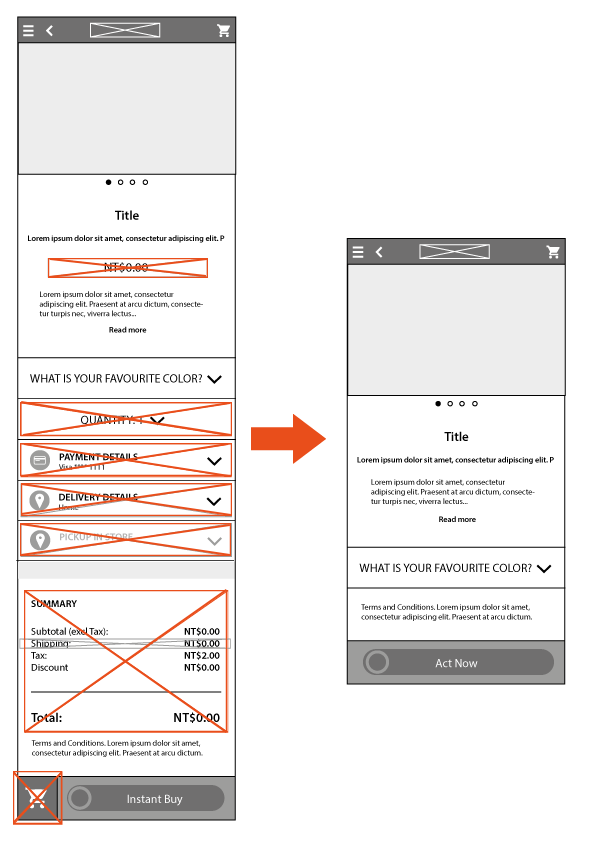 Title
Lorem ipsum dolor sit amet, consectetur adipiscing elit. P
NT$0.00
Lorem ipsum dolor sit amet, consectetur
adipiscing elit. Praesent at arcu dictum, consecte-
tur turpis nec, viverra lectus...
Read more
WHAT IS YOUR FAVOURITE COLOR?
QUANTITY: 1
PAYMENT DETAILS
Visa **** 1111
DELIVERY DETAILS
Home
PICKUP IN STORE
SUMMARY
Subtotal (excl Tax): NT$0.00
Shipping: NT$0.00
Tax: NT$2.00
Discount NT$0.00
Total: NT$0.00
Terms and Conditions. Lorem ipsum dolor sit amet,
consectetur adipiscing elit. Praesent at arcu dictum.
Instant Buy
Title
Lorem ipsum dolor sit amet, consectetur adipiscing elit. P
Lorem ipsum dolor sit amet, consectetur
adipiscing elit. Praesent at arcu dictum, consecte-
tur turpis nec, viverra lectus...
Read more
WHAT IS YOUR FAVOURITE COLOR?
Terms and Conditions. Lorem ipsum dolor sit amet,
consectetur adipiscing elit. Praesent at arcu dictum.
Act Now